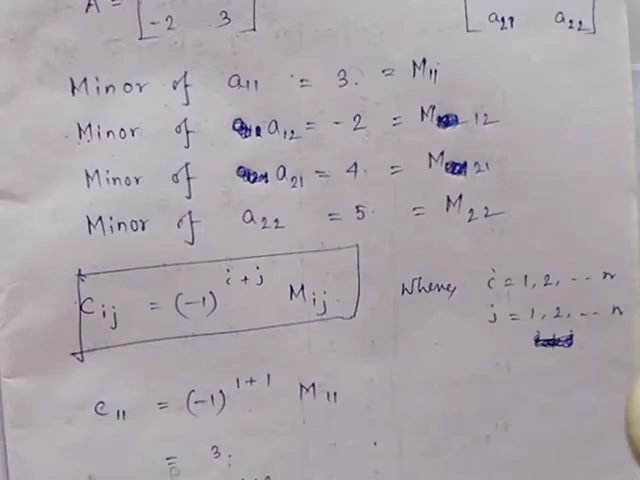 A =
[-2 3] [a21 a22]
Minor of a11 = 3. = Mij
Minor of a12 = -2 = M12
Minor of a21 = 4. = M21
Minor of a22 = 5. = M22
Cij = (-1)^i+j Mij Where, i = 1, 2, --- n
j = 1, 2, --- n
C11 = (-1)^1+1 M11
= 3.